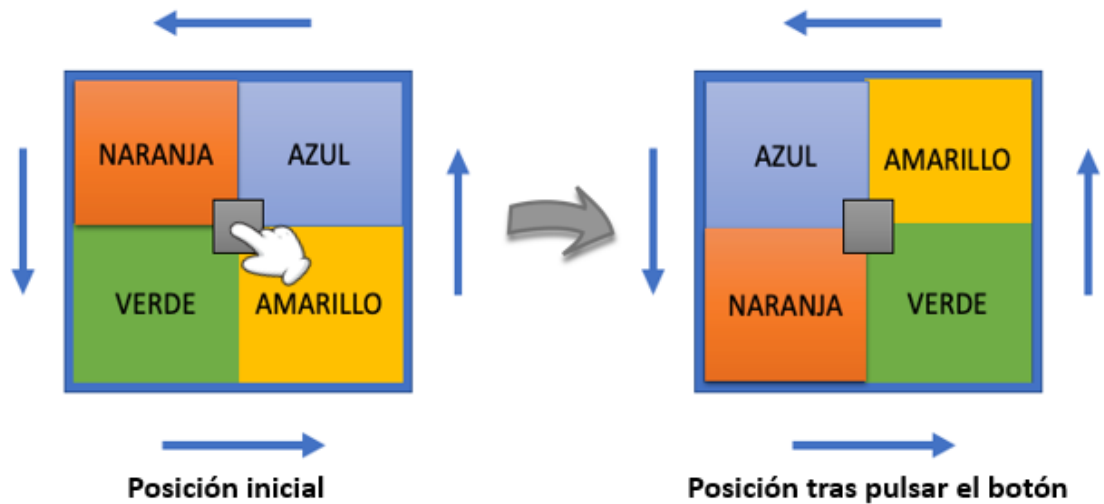 NARANJA AZUL
VERDE AMARILLO
Posición inicial
AZUL AMARILLO
NARANJA VERDE
Posición tras pulsar el botón